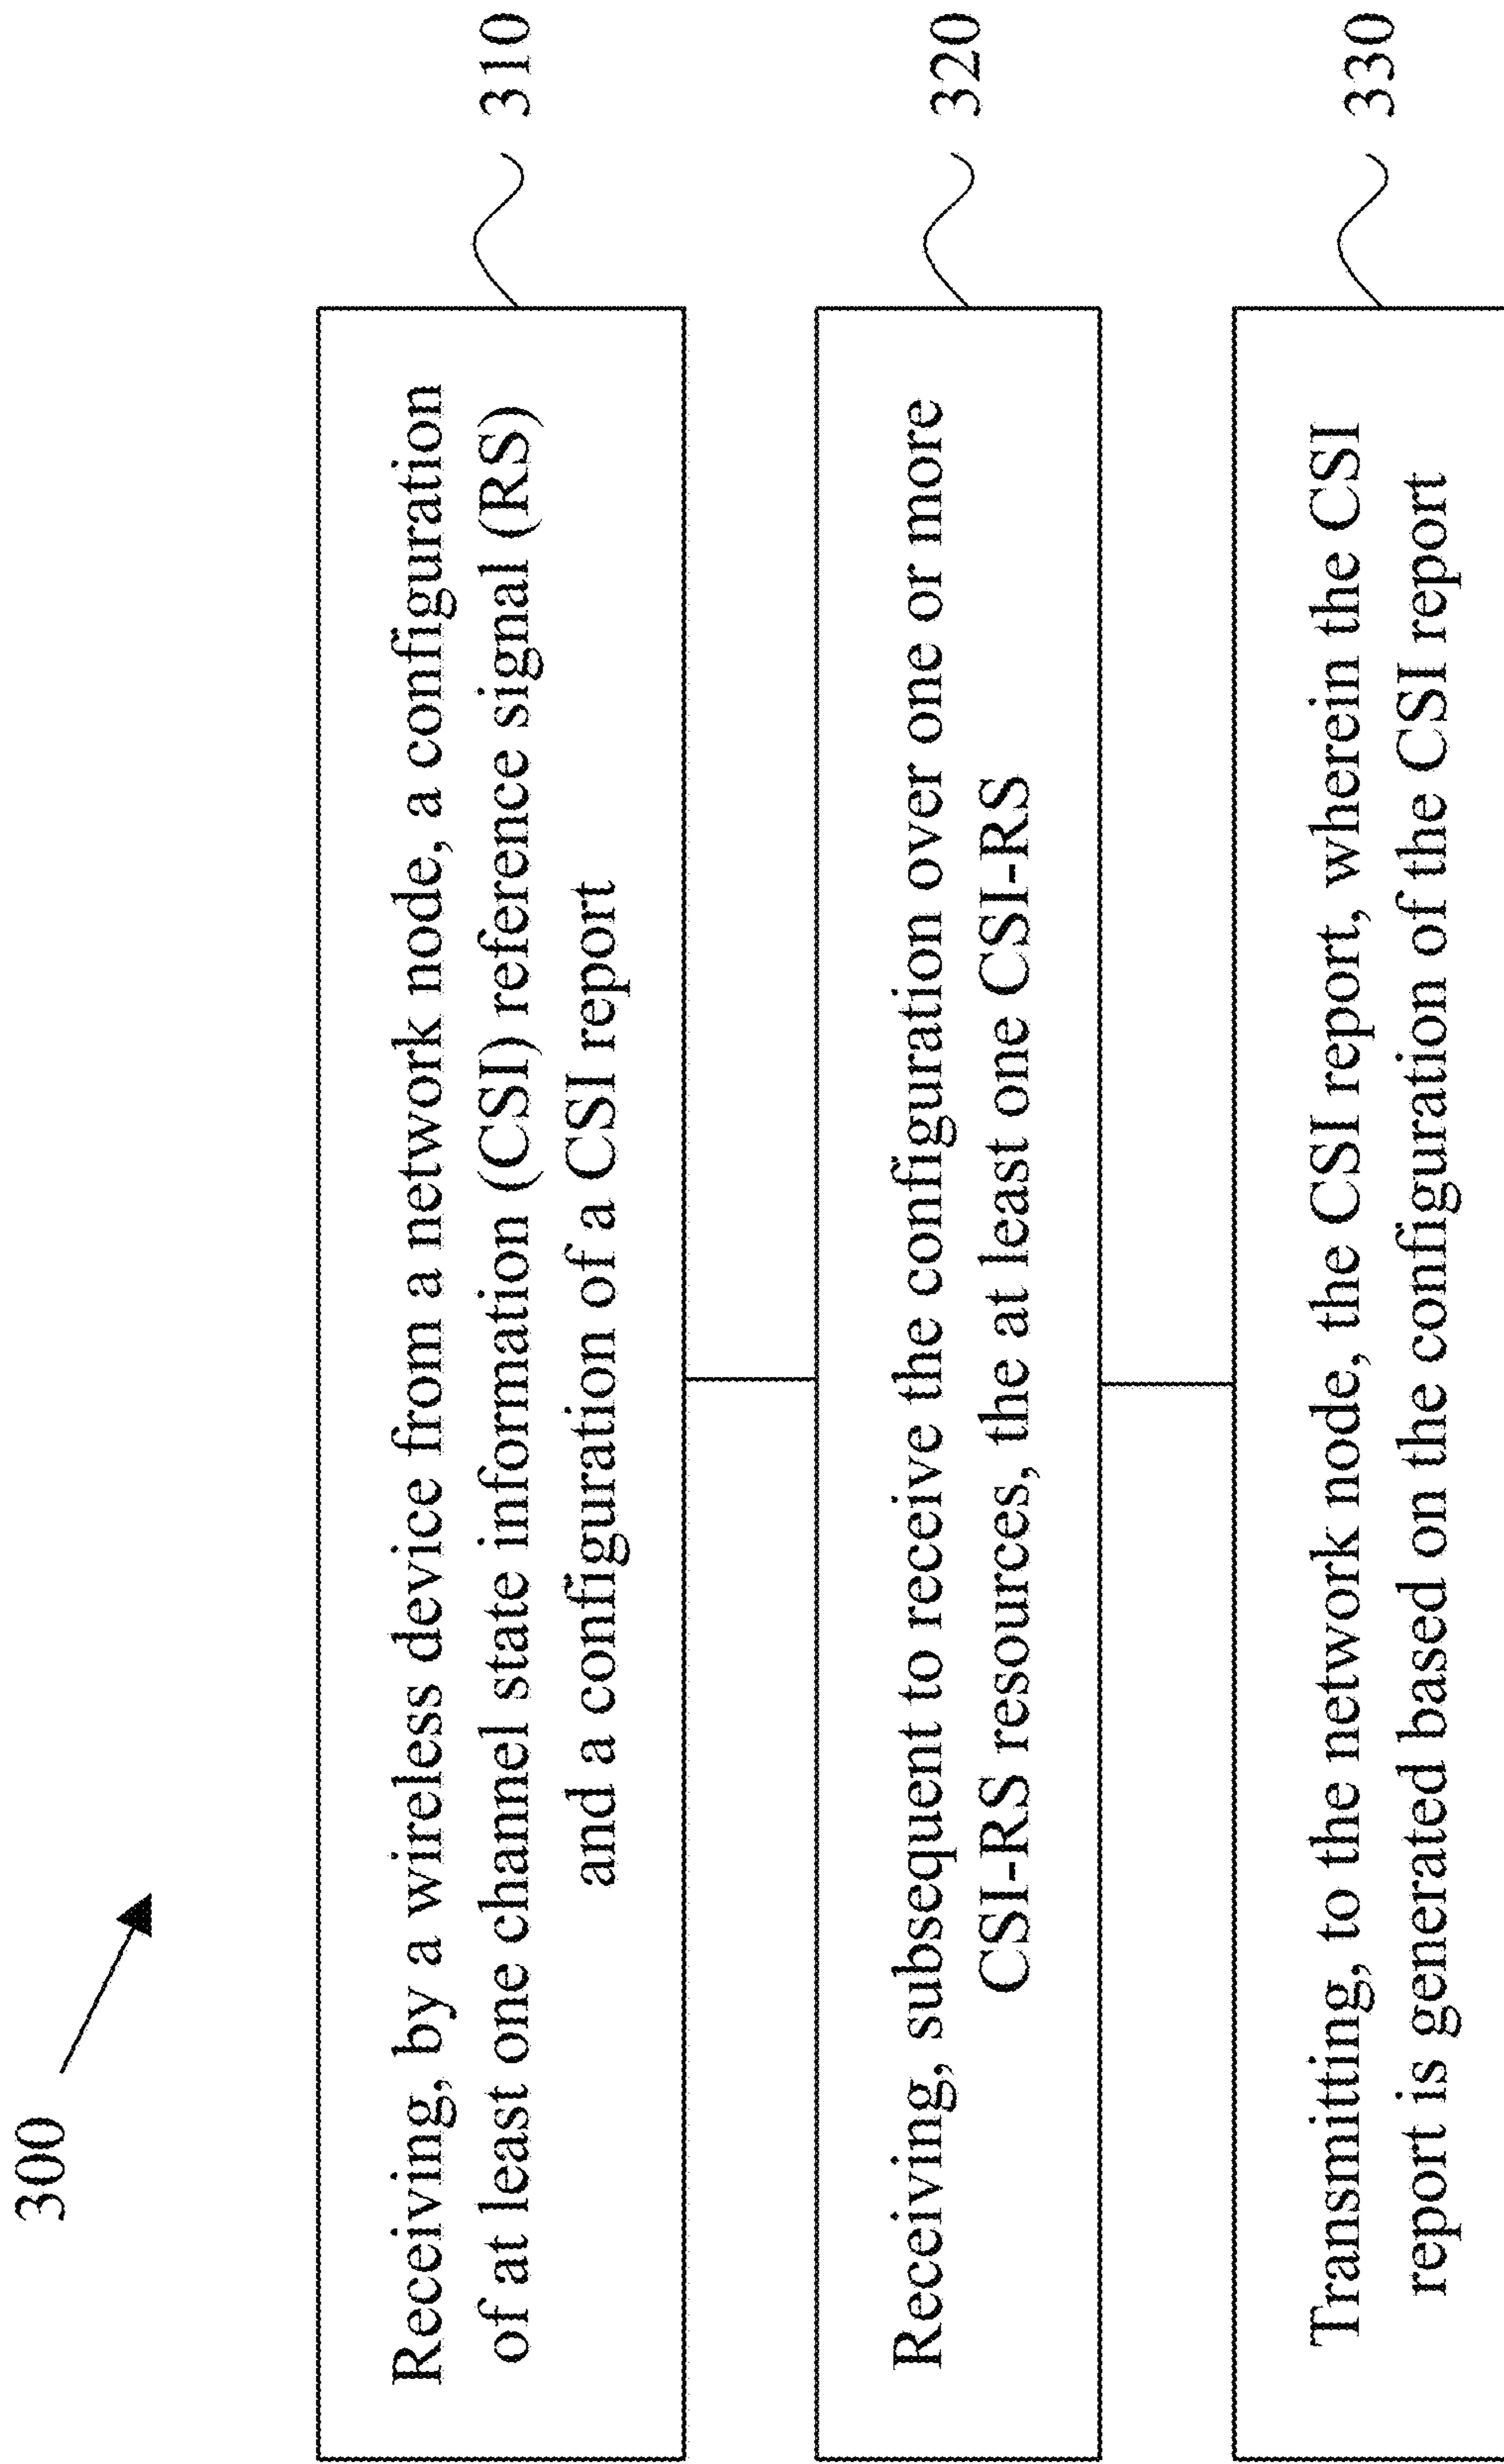 300
Receiving, by a wireless device from a network node, a configuration
of at least one channel state information (CSI) reference signal (RS)
and a configuration of a CSI report
310
Receiving, subsequent to receive the configuration over one or more
CSI-RS resources, the at least one CSI-RS
320
Transmitting, to the network node, the CSI report, wherein the CSI
report is generated based on the configuration of the CSI report
330